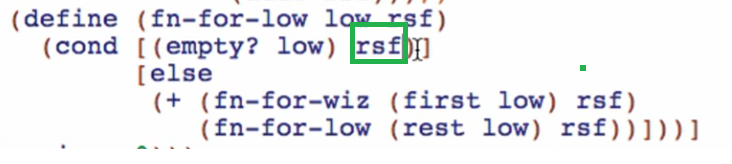 (define (fn-for-low low rsf)
(cond [(empty? low) rsf)]
[else
(+ (fn-for-wiz (first low) rsf)
(fn-for-low (rest low) rsf))]))]